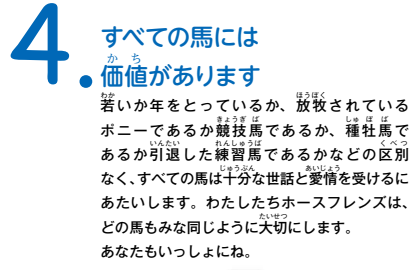 4.
すべての馬には
価値があります
若いか年をとっているか、放牧されている
ポニーであるか競技馬であるか、種牡馬で
あるか引退した練習馬であるかなどの区別
なく、すべての馬は十分な世話と愛情を受けるに
あたいします。わたしたちホースフレンズは、
どの馬もみな同じように大切にします。
あなたもいっしょにね。